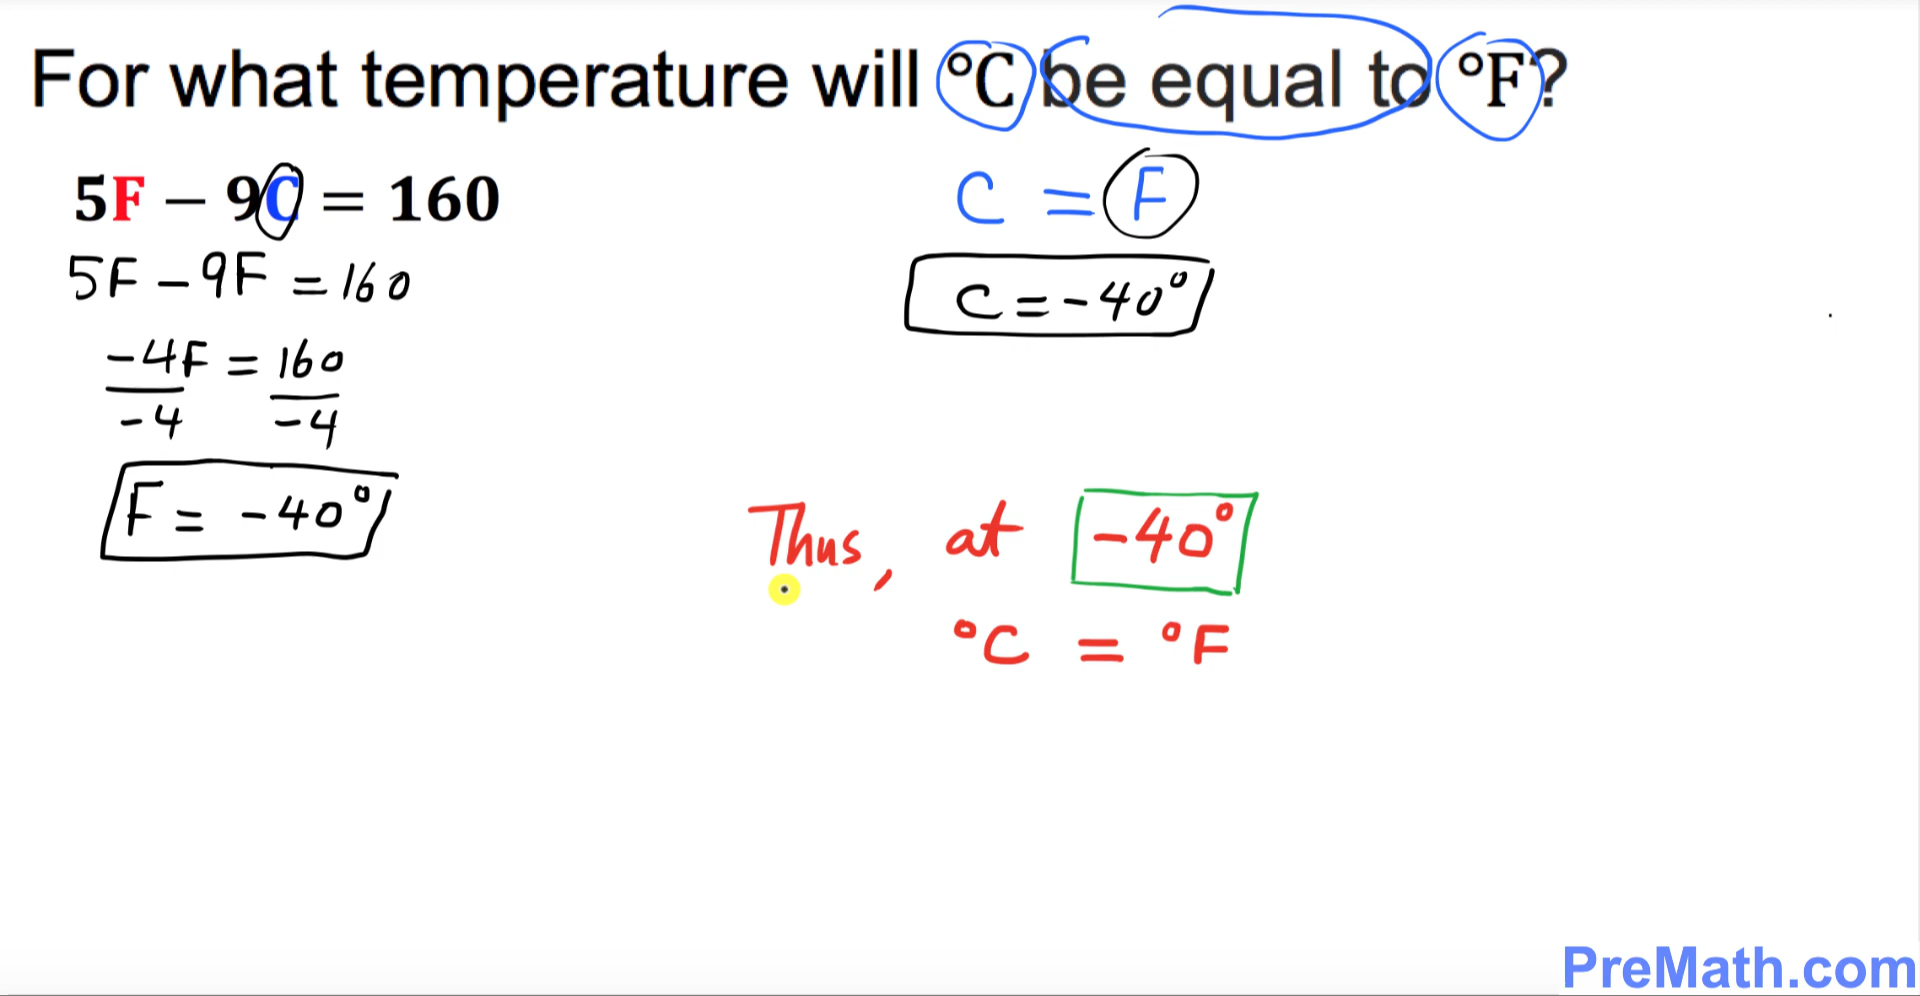 For what temperature will °C be equal to °F?
5F – 9C = 160
5F – 9F = 160
-4F = 160
-4 -4
F = -40°
C = F
C = -40°
Thus, at -40°
°C = °F
PreMath.com